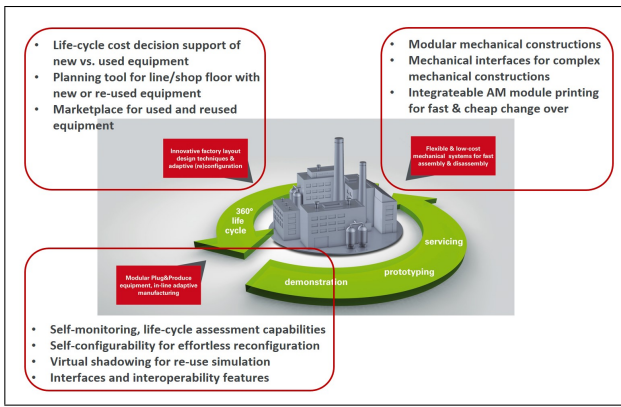 • Life-cycle cost decision support of
new vs. used equipment
• Planning tool for line/shop floor with
new or re-used equipment
• Marketplace for used and reused
equipment
• Modular mechanical constructions
• Mechanical interfaces for complex
mechanical constructions
• Integrateable AM module printing
for fast & cheap change over
Innovative factory layout
design techniques &
adaptive (re)configuration
Flexible & low-cost
mechanical systems for fast
assembly & disassembly
360º
life
cycle
servicing
prototyping
demonstration
Modular Plug&Produce
equipment, in-line adaptive
manufacturing
• Self-monitoring, life-cycle assessment capabilities
• Self-configurability for effortless reconfiguration
• Virtual shadowing for re-use simulation
• Interfaces and interoperability features